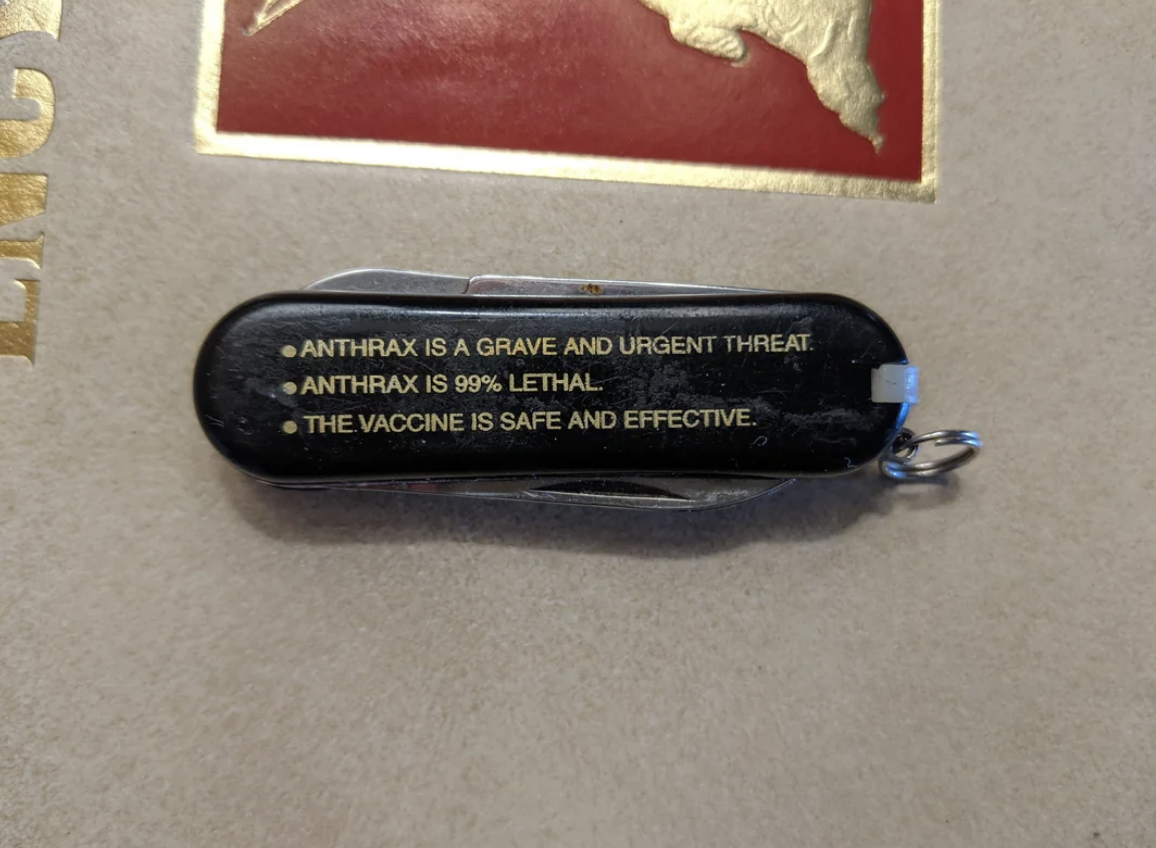 ● ANTHRAX IS A GRAVE AND URGENT THREAT.
● ANTHRAX IS 99% LETHAL.
● THE VACCINE IS SAFE AND EFFECTIVE.